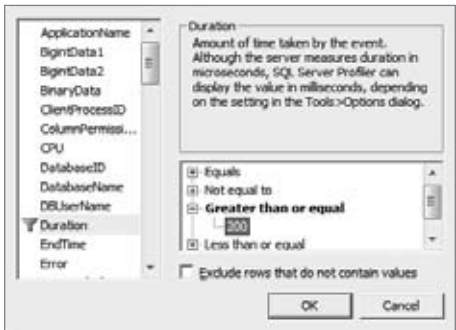 ApplicationName
BigintData1
BigintData2
BinaryData
ClientProcessID
ColumnPermissi...
CPU
DatabaseID
DatabaseName
DBUserName
Duration
EndTime
Error
Duration
Amount of time taken by the event.
Although the server measures duration in
microseconds, SQL Server Profiler can
display the value in milliseconds, depending
on the setting in the Tools>Options dialog.
Equals
Not equal to
Greater than or equal
200
Less than or equal
Exclude rows that do not contain values
OK
Cancel